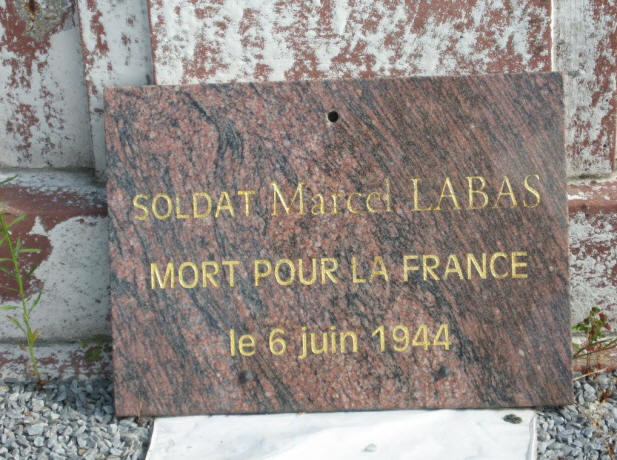 SOLDAT Marcel LABAS
MORT POUR LA FRANCE
le 6 juin 1944